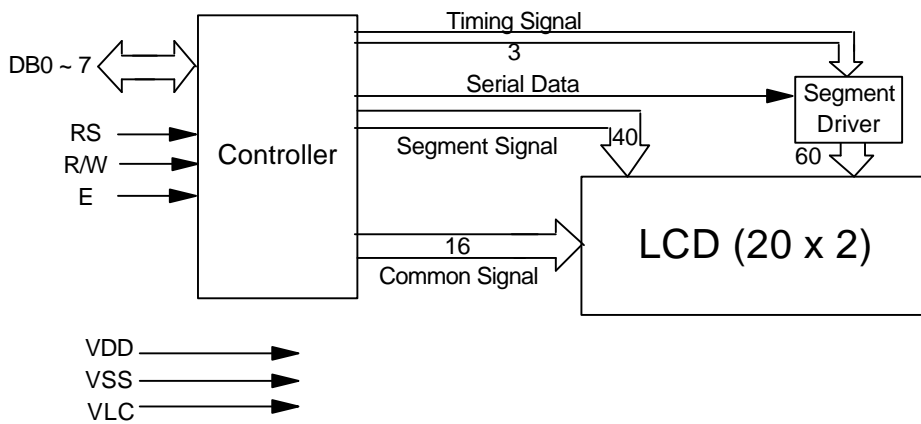 Timing Signal
3
DB0 ~ 7
Serial Data
Segment
Driver
RS
Controller
Segment Signal
40
R/W
60
E
LCD (20 x 2)
16
Common Signal
VDD
VSS
VLC